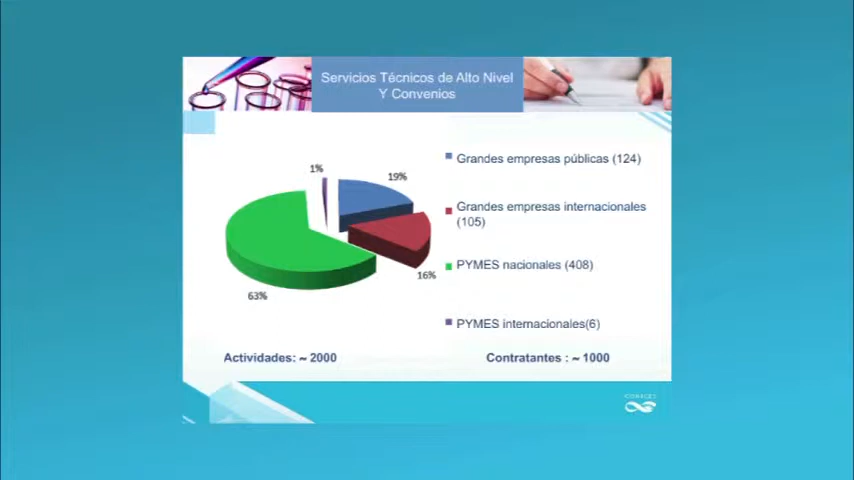 Servicios Técnicos de Alto Nivel
Y Convenios
1%
19%
16%
63%
Grandes empresas públicas (124)
Grandes empresas internacionales
(105)
PYMES nacionales (408)
PYMES internacionales(6)
Actividades: ~ 2000
Contratantes : ~ 1000
CONICET